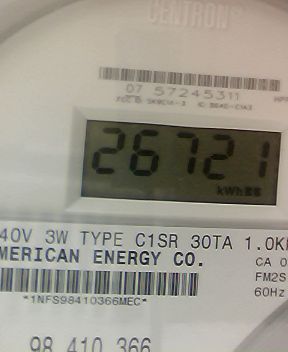 CENTRON®
07 57245311
26721
kWh
40V 3W TYPE C1SR 30TA 1.0K
MERICAN ENERGY CO.
CA 0
FM2S
60Hz
*1NFS98410366MEC*
98 410 366